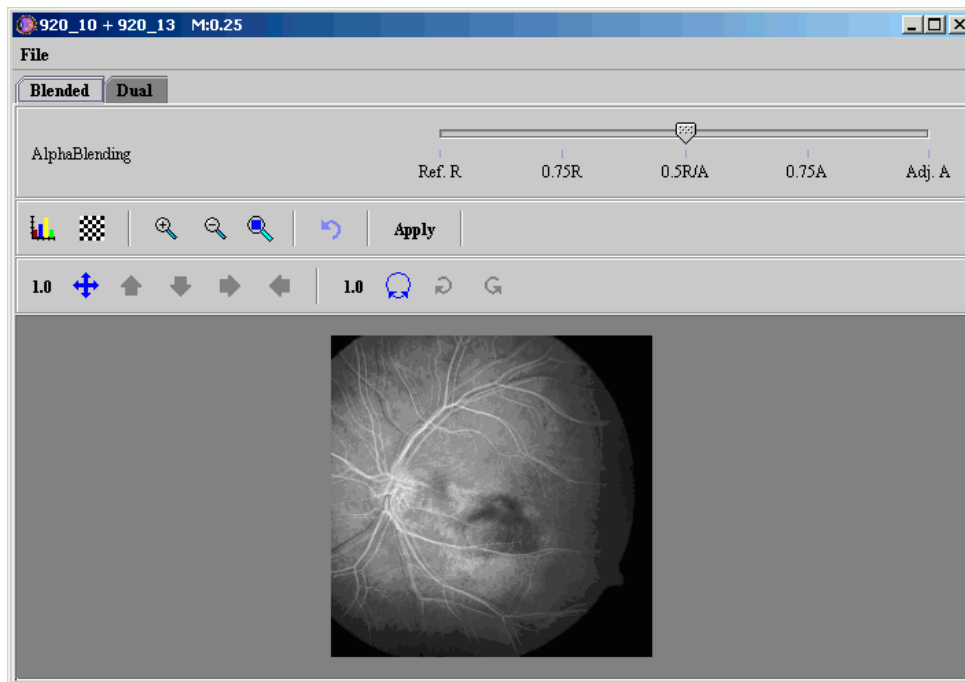 920_10 + 920_13 M:0.25
File
Blended Dual
AlphaBlending
Ref. R 0.75R 0.5R/A 0.75A Adj. A
Apply
1.0 1.0